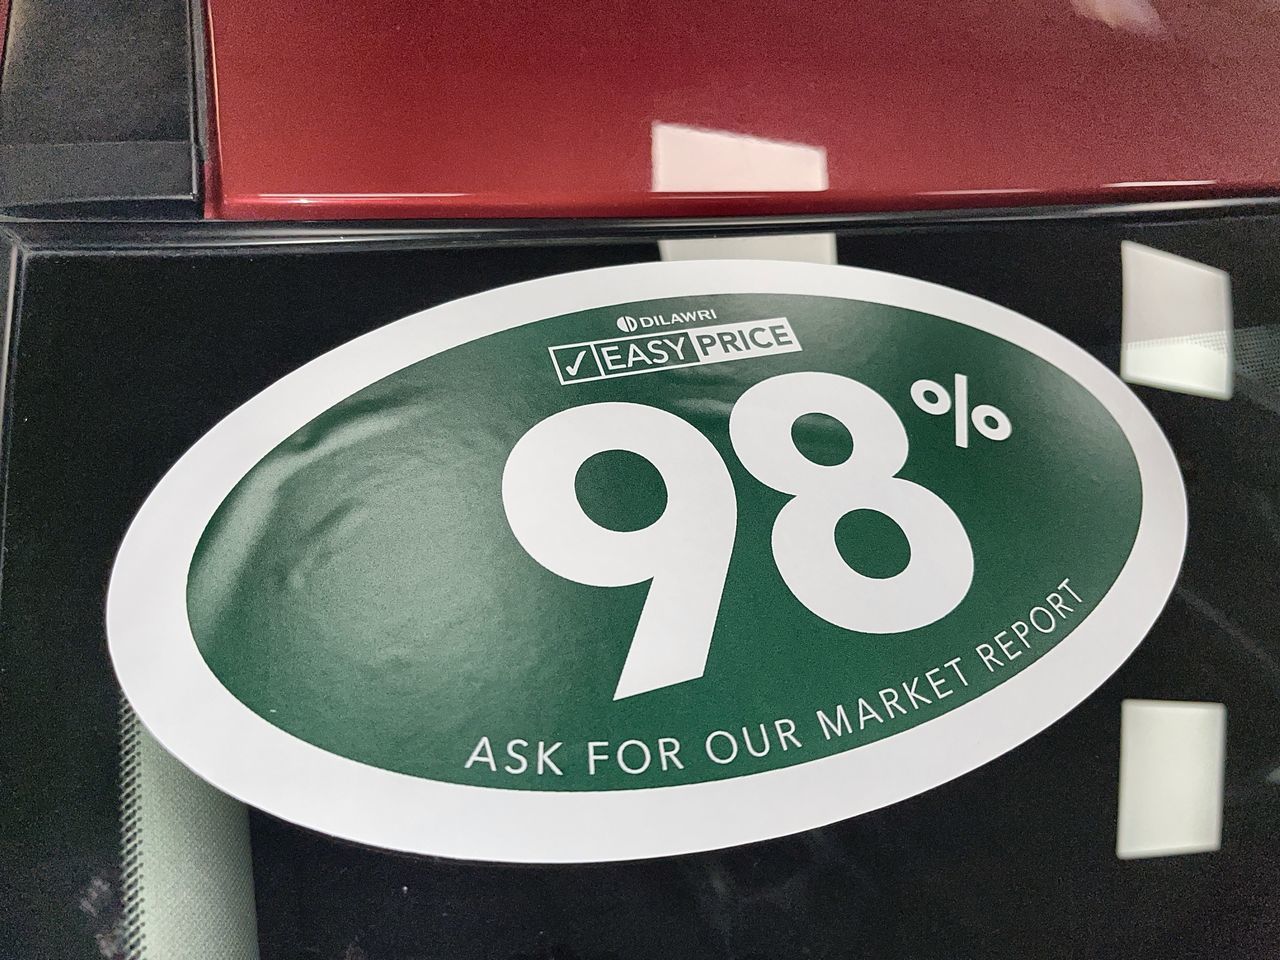 DILAWRI
✓ EASY PRICE
98%
ASK FOR OUR MARKET REPORT